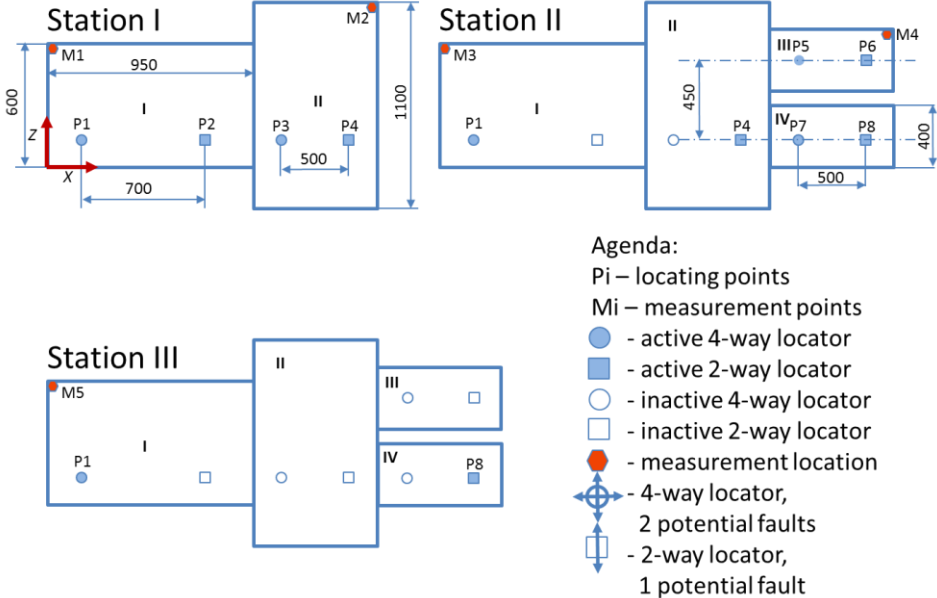 Station I
M1
950
600
I
Z
X
P1
P2
700
M2
II
P3
P4
500
1100
Station II
M3
I
P1
II
450
P4
IIIP5
P6
M4
IV
P7
P8
400
500
Station III
M5
I
P1
II
III
IV
P8
Agenda:
Pi – locating points
Mi – measurement points
- active 4-way locator
- active 2-way locator
- inactive 4-way locator
- inactive 2-way locator
- measurement location
- 4-way locator,
2 potential faults
- 2-way locator,
1 potential fault